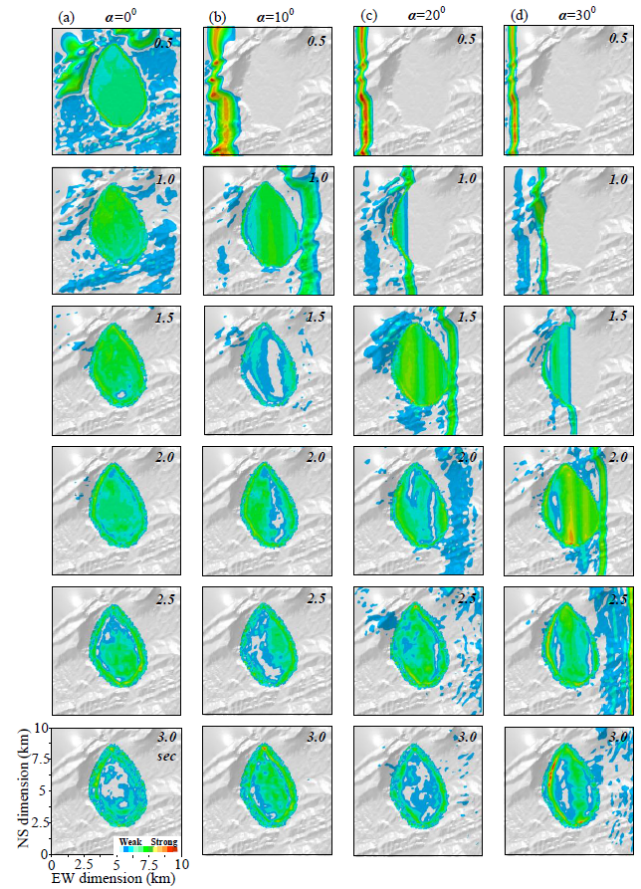 (a) α=0⁰ (b) α=10⁰ (c) α=20⁰ (d) α=30⁰
0.5 0.5 0.5 0.5
1.0 1.0 1.0 1.0
1.5 1.5 1.5 1.5
2.0 2.0 2.0 2.0
2.5 2.5 2.5 2.5
3.0 3.0 3.0 3.0
sec
NS dimension (km)
10
7.5
5
2.5
0
Weak Strong
0 2.5 5 7.5 10
EW dimension (km)